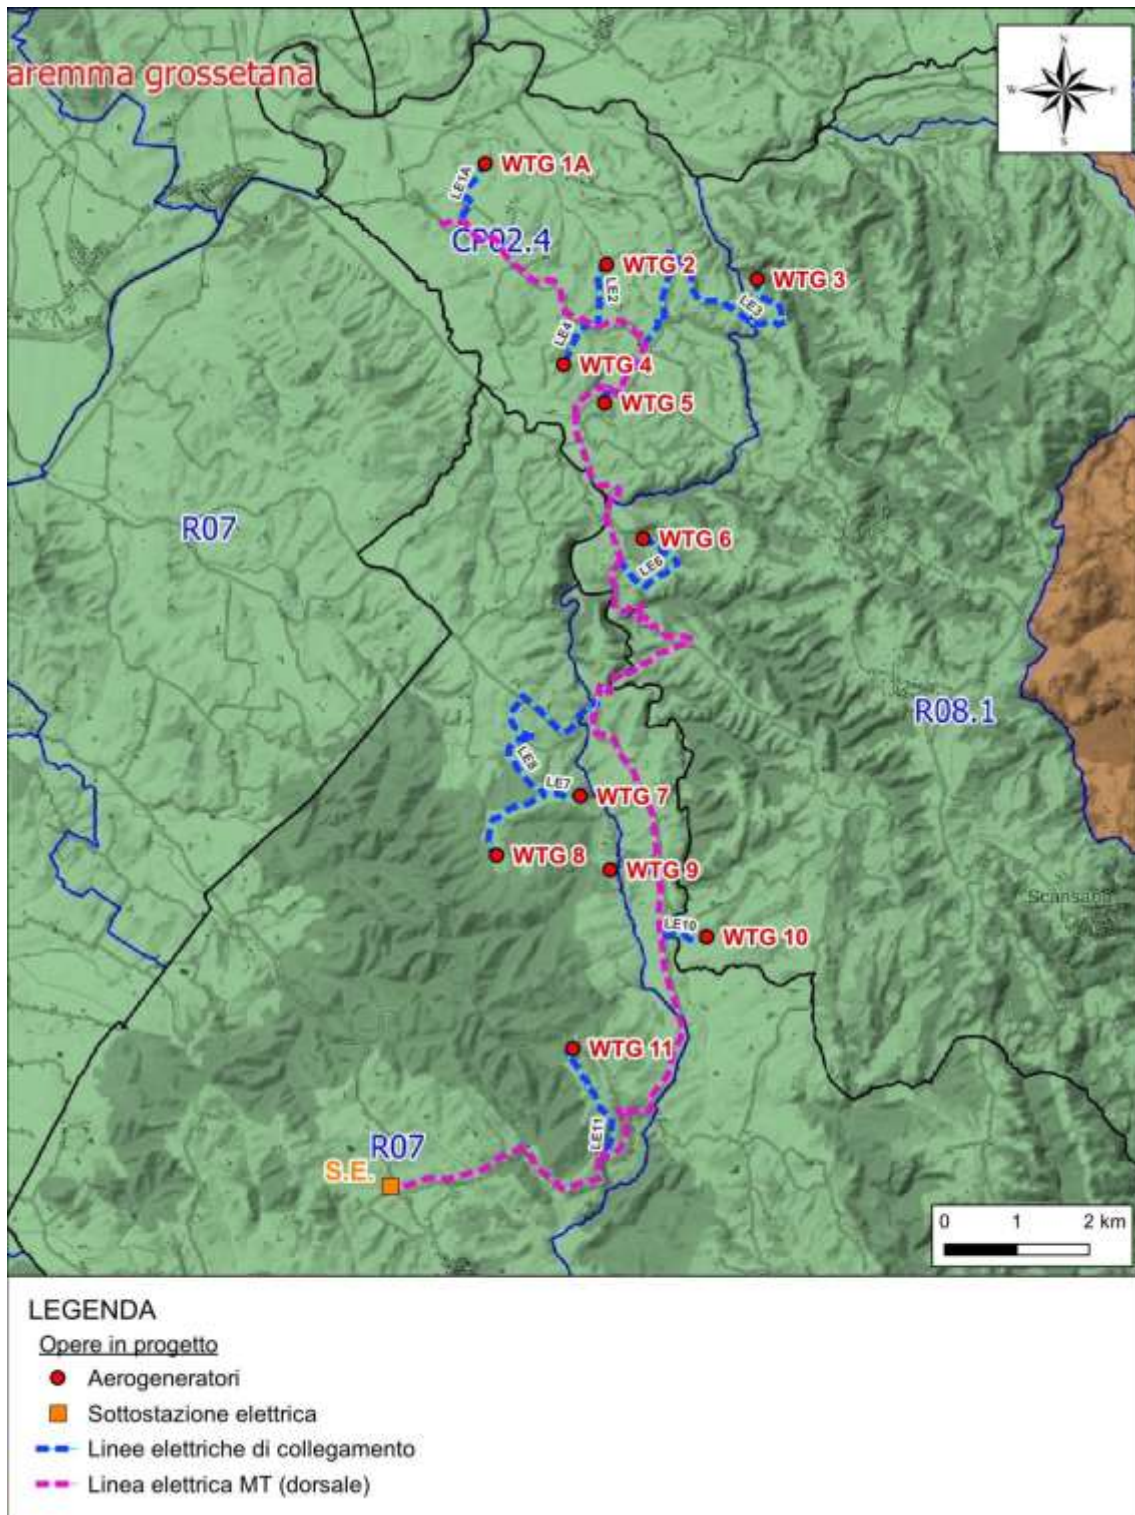 N
W E
S
aremma grossetana
WTG 1A
LE1A
CP02.4
WTG 2
WTG 3
LE2
LE3
LE4
WTG 4
WTG 5
R07
WTG 6
LE6
R08.1
LE8
LE7
WTG 7
WTG 8
WTG 9
Scansano
LE10
WTG 10
WTG 11
LE11
R07
S.E.
0 1 2 km
LEGENDA
Opere in progetto
Aerogeneratori
Sottostazione elettrica
Linee elettriche di collegamento
Linea elettrica MT (dorsale)